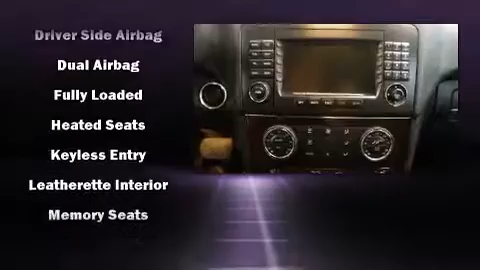 Driver Side Airbag
Dual Airbag
Fully Loaded
Heated Seats
Keyless Entry
Leatherette Interior
Memory Seats